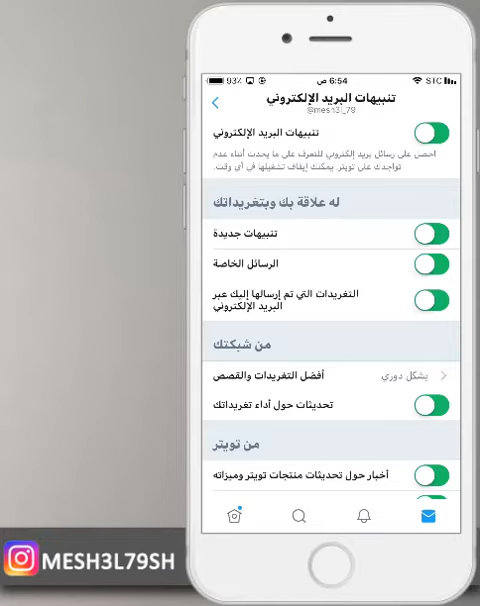 93% 6:54 ص STC
تنبيهات البريد الإلكتروني
@mesh3l_79
تنبيهات البريد الإلكتروني
احصل على رسائل بريد إلكتروني للتعرف على ما يحدث أثناء عدم
تواجدك على تويتر. يمكنك إيقاف تشغيلها في أي وقت.
له علاقة بك وبتغريداتك
تنبيهات جديدة
الرسائل الخاصة
التغريدات التي تم إرسالها إليك عبر
البريد الإلكتروني
من شبكتك
أفضل التغريدات والقصص بشكل دوري
تحديثات حول أداء تغريداتك
من تويتر
أخبار حول تحديثات منتجات تويتر وميزاته
MESH3L79SH